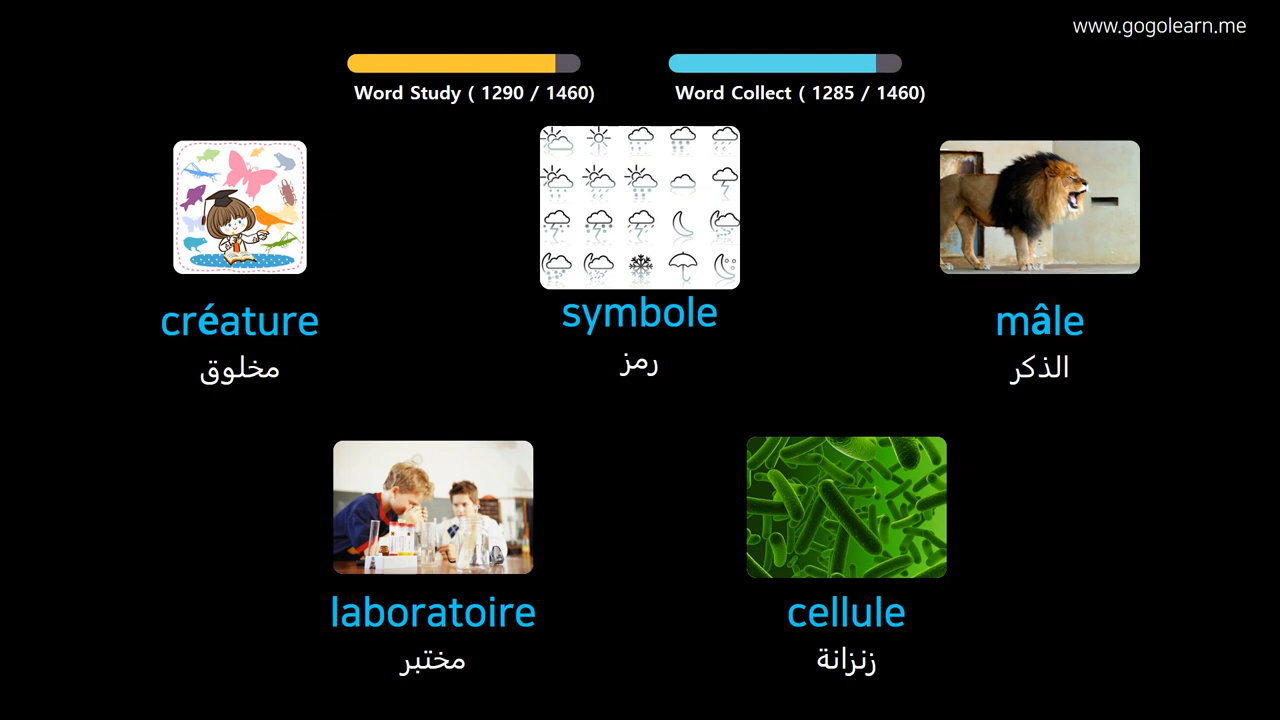 www.gogolearn.me
Word Study ( 1290 / 1460)
Word Collect ( 1285 / 1460)
créature
مخلوق
symbole
رمز
mâle
الذكر
laboratoire
مختبر
cellule
زنزانة